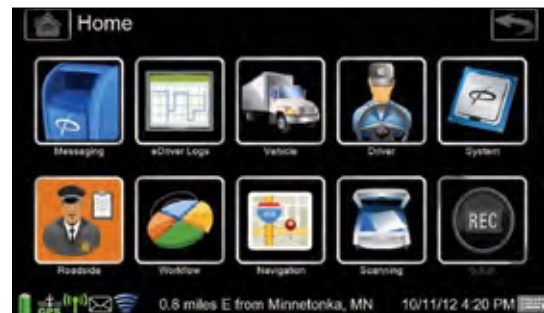 Home
Messaging eDriver Logs Vehicle Driver System
REC
Roadside Workflow Navigation Scanning
GPS 0.8 miles E from Minnetonka, MN 10/11/12 4:20 PM